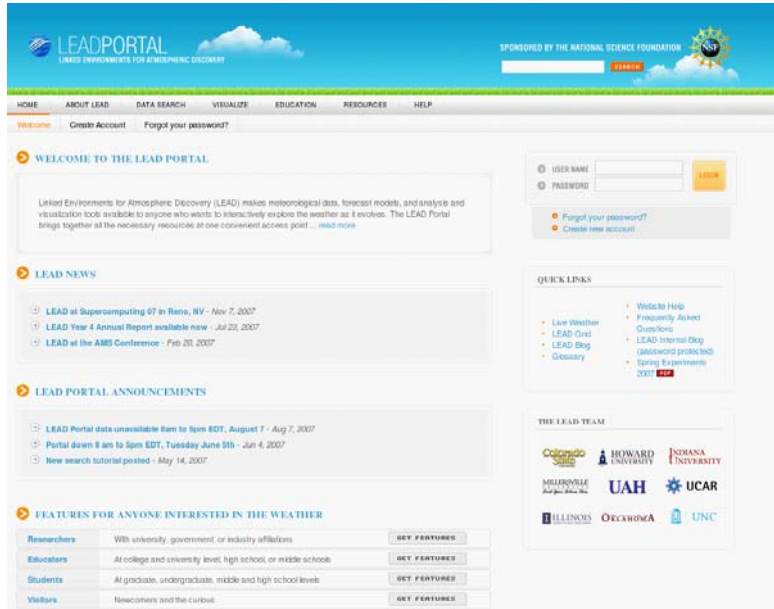 LEADPORTAL
LINKED ENVIRONMENTS FOR ATMOSPHERIC DISCOVERY
SPONSORED BY THE NATIONAL SCIENCE FOUNDATION
NSF
SEARCH
HOME ABOUT LEAD DATA SEARCH VISUALIZE EDUCATION RESOURCES HELP
Welcome Create Account Forgot your password?
WELCOME TO THE LEAD PORTAL
Linked Environments for Atmospheric Discovery (LEAD) makes meteorological data, forecast models, and analysis and
visualization tools available to anyone who wants to interactively explore the weather as it evolves. The LEAD Portal
brings together all the necessary resources at one convenient access point ... read more
LEAD NEWS
LEAD at Supercomputing 07 in Reno, NV - Nov 7, 2007
LEAD Year 4 Annual Report available now - Jul 23, 2007
LEAD at the AMS Conference - Feb 20, 2007
LEAD PORTAL ANNOUNCEMENTS
LEAD Portal data unavailable 8am to 5pm EDT, August 7 - Aug 7, 2007
Portal down 8 am to 5pm EDT, Tuesday June 5th - Jun 4, 2007
New search tutorial posted - May 14, 2007
FEATURES FOR ANYONE INTERESTED IN THE WEATHER
Researchers With university, government, or industry affiliations GET FEATURES
Educators At college and university level, high school, or middle schools GET FEATURES
Students At graduate, undergraduate, middle and high school levels GET FEATURES
Visitors Newcomers and the curious. GET FEATURES
USER NAME
PASSWORD
LOGIN
Forgot your password?
Create new account
QUICK LINKS
Live Weather
LEAD Grid
LEAD Blog
Glossary
Website Help
Frequently Asked
Questions
LEAD Internal Blog
(password protected)
Spring Experiments
2007 PDF
THE LEAD TEAM
Colorado
State
HOWARD
UNIVERSITY
INDIANA
UNIVERSITY
MILLERSVILLE
UNIVERSITY
UAH
UCAR
ILLINOIS
OKLAHOMA
UNC